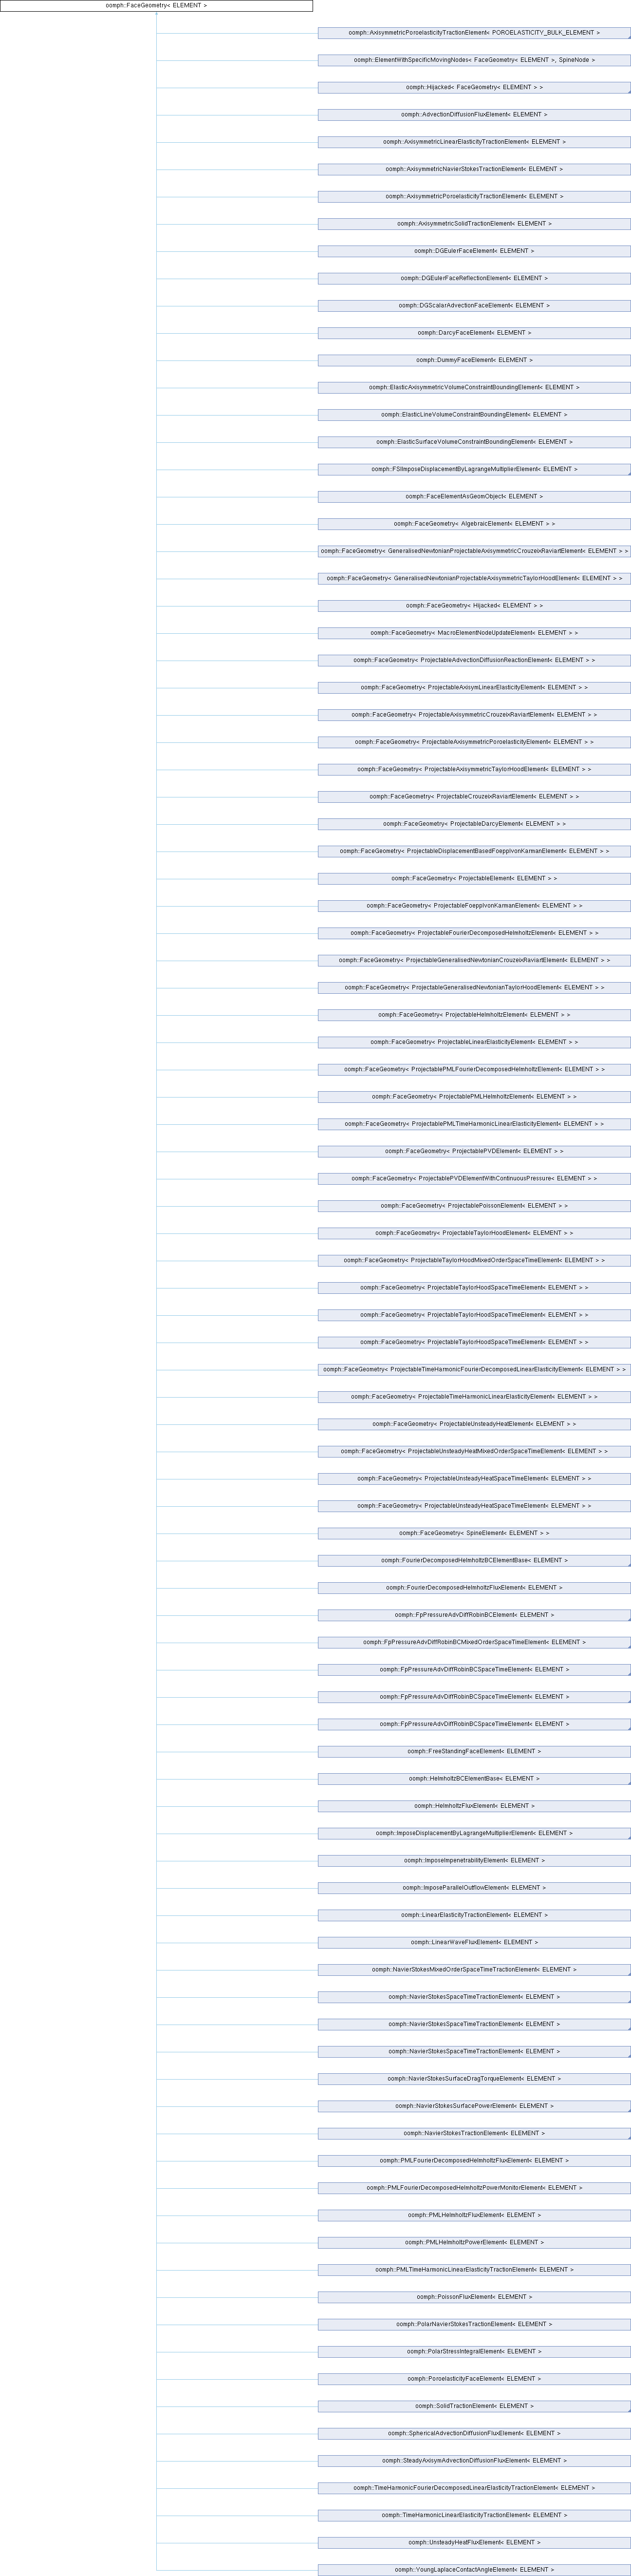 oomph::FaceGeometry< ELEMENT >
oomph::AxisymmetricPoroelasticityTractionElement< POROELASTICITY_BULK_ELEMENT >
oomph::ElementWithSpecificMovingNodes< FaceGeometry< ELEMENT >, SpineNode >
oomph::Hijacked< FaceGeometry< ELEMENT > >
oomph::AdvectionDiffusionFluxElement< ELEMENT >
oomph::AxisymmetricLinearElasticityTractionElement< ELEMENT >
oomph::AxisymmetricNavierStokesTractionElement< ELEMENT >
oomph::AxisymmetricPoroelasticityTractionElement< ELEMENT >
oomph::AxisymmetricSolidTractionElement< ELEMENT >
oomph::DGEulerFaceElement< ELEMENT >
oomph::DGEulerFaceReflectionElement< ELEMENT >
oomph::DGScalarAdvectionFaceElement< ELEMENT >
oomph::DarcyFaceElement< ELEMENT >
oomph::DummyFaceElement< ELEMENT >
oomph::ElasticAxisymmetricVolumeConstraintBoundingElement< ELEMENT >
oomph::ElasticLineVolumeConstraintBoundingElement< ELEMENT >
oomph::ElasticSurfaceVolumeConstraintBoundingElement< ELEMENT >
oomph::FSIImposeDisplacementByLagrangeMultiplierElement< ELEMENT >
oomph::FaceElementAsGeomObject< ELEMENT >
oomph::FaceGeometry< AlgebraicElement< ELEMENT > >
oomph::FaceGeometry< GeneralisedNewtonianProjectableAxisymmetricCrouzeixRaviartElement< ELEMENT > >
oomph::FaceGeometry< GeneralisedNewtonianProjectableAxisymmetricTaylorHoodElement< ELEMENT > >
oomph::FaceGeometry< Hijacked< ELEMENT > >
oomph::FaceGeometry< MacroElementNodeUpdateElement< ELEMENT > >
oomph::FaceGeometry< ProjectableAdvectionDiffusionReactionElement< ELEMENT > >
oomph::FaceGeometry< ProjectableAxisymLinearElasticityElement< ELEMENT > >
oomph::FaceGeometry< ProjectableAxisymmetricCrouzeixRaviartElement< ELEMENT > >
oomph::FaceGeometry< ProjectableAxisymmetricPoroelasticityElement< ELEMENT > >
oomph::FaceGeometry< ProjectableAxisymmetricTaylorHoodElement< ELEMENT > >
oomph::FaceGeometry< ProjectableCrouzeixRaviartElement< ELEMENT > >
oomph::FaceGeometry< ProjectableDarcyElement< ELEMENT > >
oomph::FaceGeometry< ProjectableDisplacementBasedFoepplvonKarmanElement< ELEMENT > >
oomph::FaceGeometry< ProjectableElement< ELEMENT > >
oomph::FaceGeometry< ProjectableFoepplvonKarmanElement< ELEMENT > >
oomph::FaceGeometry< ProjectableFourierDecomposedHelmholtzElement< ELEMENT > >
oomph::FaceGeometry< ProjectableGeneralisedNewtonianCrouzeixRaviartElement< ELEMENT > >
oomph::FaceGeometry< ProjectableGeneralisedNewtonianTaylorHoodElement< ELEMENT > >
oomph::FaceGeometry< ProjectableHelmholtzElement< ELEMENT > >
oomph::FaceGeometry< ProjectableLinearElasticityElement< ELEMENT > >
oomph::FaceGeometry< ProjectablePMLFourierDecomposedHelmholtzElement< ELEMENT > >
oomph::FaceGeometry< ProjectablePMLHelmholtzElement< ELEMENT > >
oomph::FaceGeometry< ProjectablePMLTimeHarmonicLinearElasticityElement< ELEMENT > >
oomph::FaceGeometry< ProjectablePVDElement< ELEMENT > >
oomph::FaceGeometry< ProjectablePVDElementWithContinuousPressure< ELEMENT > >
oomph::FaceGeometry< ProjectablePoissonElement< ELEMENT > >
oomph::FaceGeometry< ProjectableTaylorHoodElement< ELEMENT > >
oomph::FaceGeometry< ProjectableTaylorHoodMixedOrderSpaceTimeElement< ELEMENT > >
oomph::FaceGeometry< ProjectableTaylorHoodSpaceTimeElement< ELEMENT > >
oomph::FaceGeometry< ProjectableTaylorHoodSpaceTimeElement< ELEMENT > >
oomph::FaceGeometry< ProjectableTaylorHoodSpaceTimeElement< ELEMENT > >
oomph::FaceGeometry< ProjectableTimeHarmonicFourierDecomposedLinearElasticityElement< ELEMENT > >
oomph::FaceGeometry< ProjectableTimeHarmonicLinearElasticityElement< ELEMENT > >
oomph::FaceGeometry< ProjectableUnsteadyHeatElement< ELEMENT > >
oomph::FaceGeometry< ProjectableUnsteadyHeatMixedOrderSpaceTimeElement< ELEMENT > >
oomph::FaceGeometry< ProjectableUnsteadyHeatSpaceTimeElement< ELEMENT > >
oomph::FaceGeometry< ProjectableUnsteadyHeatSpaceTimeElement< ELEMENT > >
oomph::FaceGeometry< SpineElement< ELEMENT > >
oomph::FourierDecomposedHelmholtzBCElementBase< ELEMENT >
oomph::FourierDecomposedHelmholtzFluxElement< ELEMENT >
oomph::FpPressureAdvDiffRobinBCElement< ELEMENT >
oomph::FpPressureAdvDiffRobinBCMixedOrderSpaceTimeElement< ELEMENT >
oomph::FpPressureAdvDiffRobinBCSpaceTimeElement< ELEMENT >
oomph::FpPressureAdvDiffRobinBCSpaceTimeElement< ELEMENT >
oomph::FpPressureAdvDiffRobinBCSpaceTimeElement< ELEMENT >
oomph::FreeStandingFaceElement< ELEMENT >
oomph::HelmholtzBCElementBase< ELEMENT >
oomph::HelmholtzFluxElement< ELEMENT >
oomph::ImposeDisplacementByLagrangeMultiplierElement< ELEMENT >
oomph::ImposeImpenetrabilityElement< ELEMENT >
oomph::ImposeParallelOutflowElement< ELEMENT >
oomph::LinearElasticityTractionElement< ELEMENT >
oomph::LinearWaveFluxElement< ELEMENT >
oomph::NavierStokesMixedOrderSpaceTimeTractionElement< ELEMENT >
oomph::NavierStokesSpaceTimeTractionElement< ELEMENT >
oomph::NavierStokesSpaceTimeTractionElement< ELEMENT >
oomph::NavierStokesSpaceTimeTractionElement< ELEMENT >
oomph::NavierStokesSurfaceDragTorqueElement< ELEMENT >
oomph::NavierStokesSurfacePowerElement< ELEMENT >
oomph::NavierStokesTractionElement< ELEMENT >
oomph::PMLFourierDecomposedHelmholtzFluxElement< ELEMENT >
oomph::PMLFourierDecomposedHelmholtzPowerMonitorElement< ELEMENT >
oomph::PMLHelmholtzFluxElement< ELEMENT >
oomph::PMLHelmholtzPowerElement< ELEMENT >
oomph::PMLTimeHarmonicLinearElasticityTractionElement< ELEMENT >
oomph::PoissonFluxElement< ELEMENT >
oomph::PolarNavierStokesTractionElement< ELEMENT >
oomph::PolarStressIntegralElement< ELEMENT >
oomph::PoroelasticityFaceElement< ELEMENT >
oomph::SolidTractionElement< ELEMENT >
oomph::SphericalAdvectionDiffusionFluxElement< ELEMENT >
oomph::SteadyAxisymAdvectionDiffusionFluxElement< ELEMENT >
oomph::TimeHarmonicFourierDecomposedLinearElasticityTractionElement< ELEMENT >
oomph::TimeHarmonicLinearElasticityTractionElement< ELEMENT >
oomph::UnsteadyHeatFluxElement< ELEMENT >
oomph::YoungLaplaceContactAngleElement< ELEMENT >